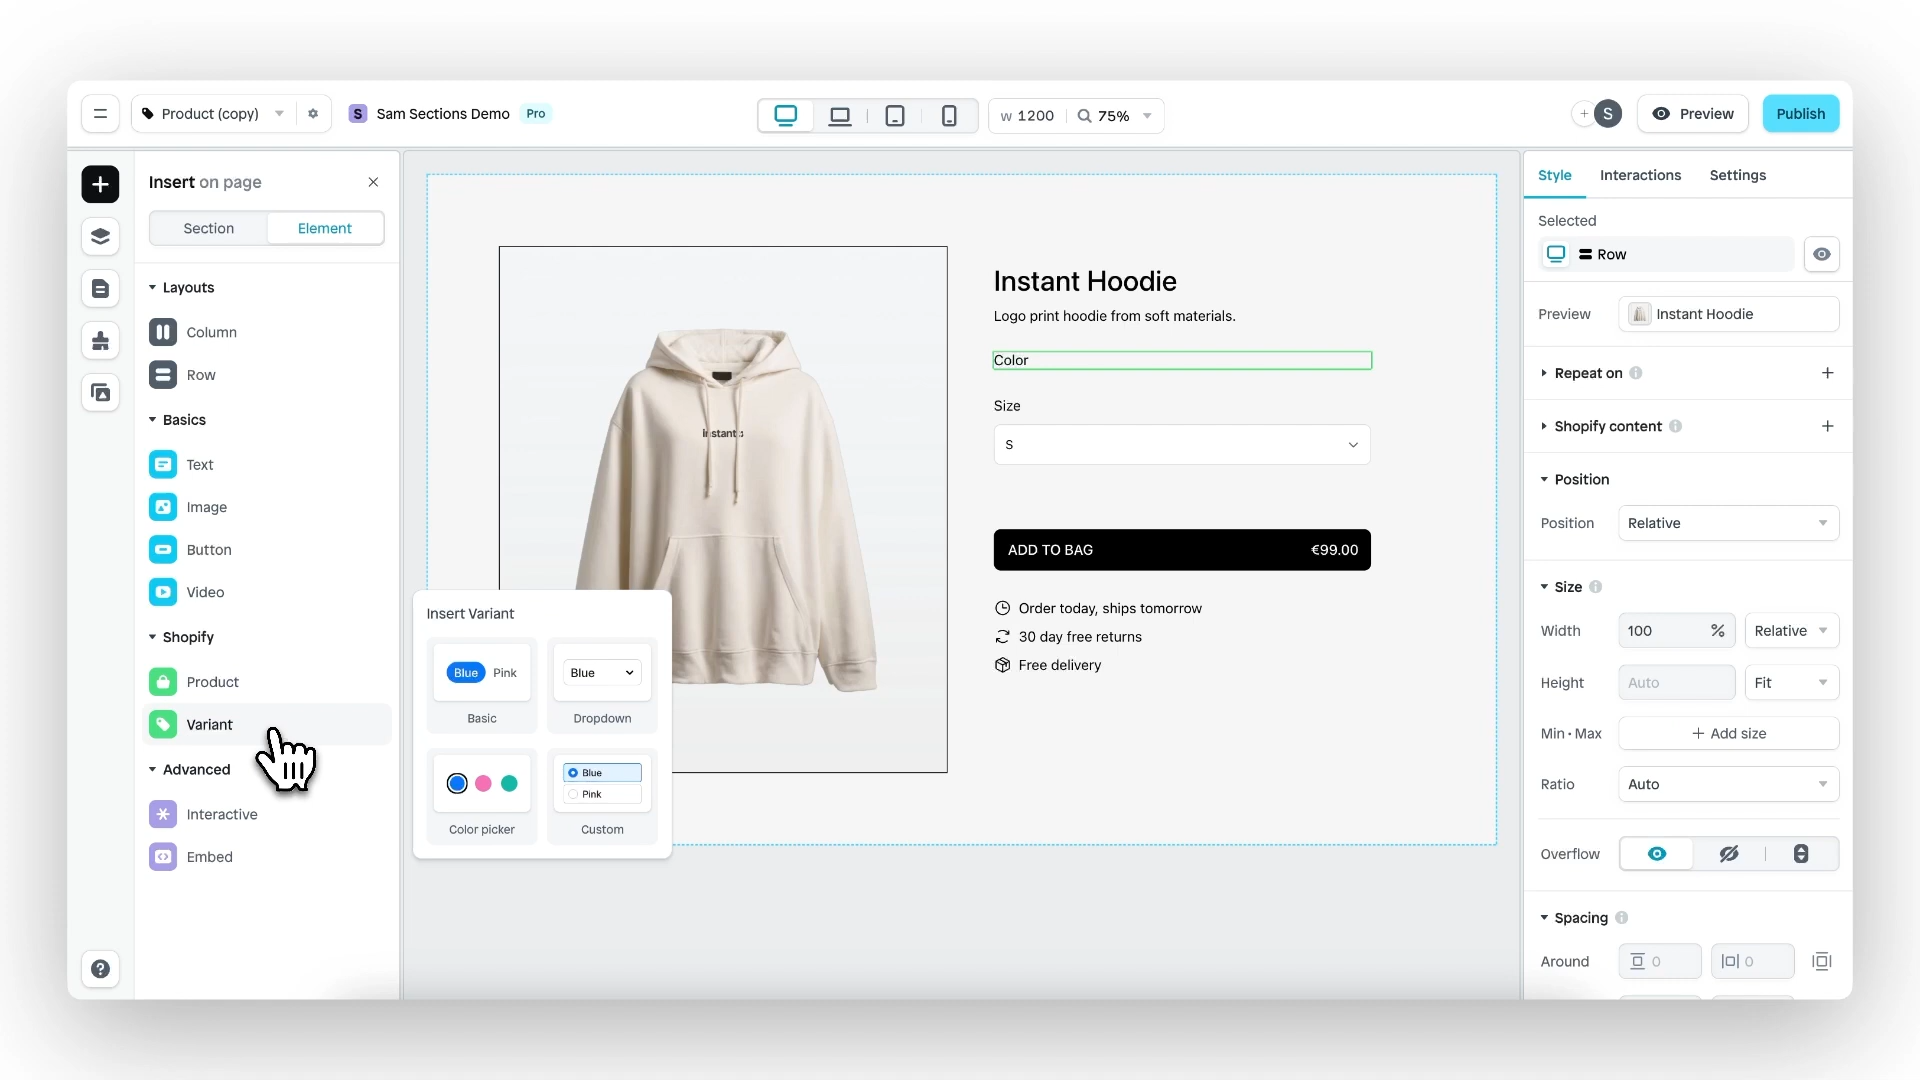 Product (copy)
S Sam Sections Demo Pro
w 1200
75%
+ S
Preview
Publish
Insert on page
Section
Element
Layouts
Column
Row
Basics
Text
Image
Button
Video
Shopify
Product
Variant
Advanced
Interactive
Embed
instant
Insert Variant
Blue Pink
Basic
Blue
Dropdown
Color picker
Blue
Pink
Custom
Instant Hoodie
Logo print hoodie from soft materials.
Color
Size
S
ADD TO BAG €99.00
Order today, ships tomorrow
30 day free returns
Free delivery
Style
Interactions
Settings
Selected
Row
Preview
Instant Hoodie
Repeat on
Shopify content
Position
Position Relative
Size
Width 100 % Relative
Height Auto Fit
Min • Max + Add size
Ratio Auto
Overflow
Spacing
Around 0 0